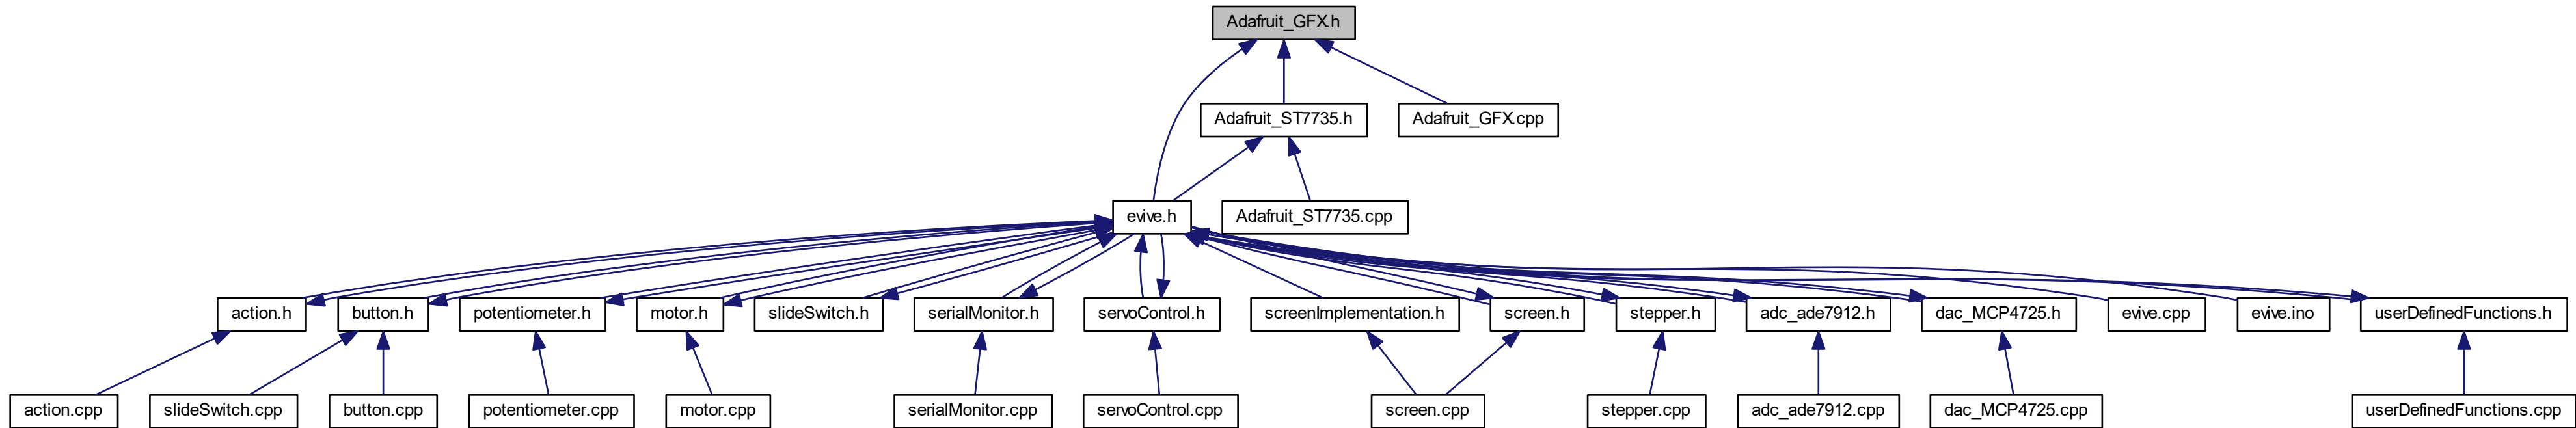 Adafruit_GFX.h
Adafruit_ST7735.h
Adafruit_GFX.cpp
evive.h
Adafruit_ST7735.cpp
action.h
button.h
potentiometer.h
motor.h
slideSwitch.h
serialMonitor.h
servoControl.h
screenImplementation.h
screen.h
stepper.h
adc_ade7912.h
dac_MCP4725.h
evive.cpp
evive.ino
userDefinedFunctions.h
action.cpp
slideSwitch.cpp
button.cpp
potentiometer.cpp
motor.cpp
serialMonitor.cpp
servoControl.cpp
screen.cpp
stepper.cpp
adc_ade7912.cpp
dac_MCP4725.cpp
userDefinedFunctions.cpp